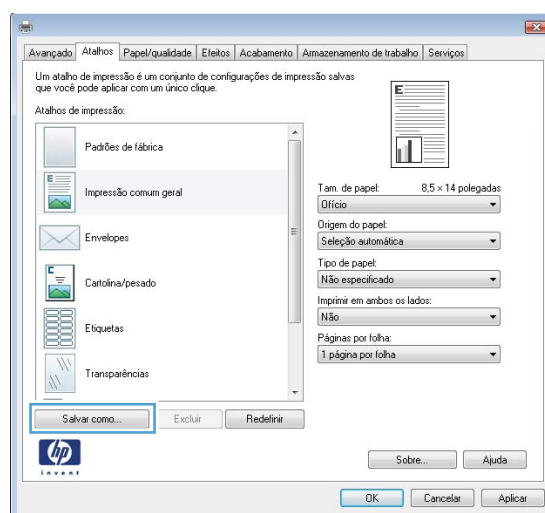 Avançado Atalhos Papel/qualidade Efeitos Acabamento Armazenamento de trabalho Serviços
Um atalho de impressão é um conjunto de configurações de impressão salvas
que você pode aplicar com um único clique.
Atalhos de impressão:
Padrões de fábrica
Impressão comum geral
Envelopes
Cartolina/pesado
Etiquetas
Transparências
Salvar como... Excluir Redefinir
E
Tam. de papel: 8,5 × 14 polegadas
Ofício
Origem do papel:
Seleção automática
Tipo de papel:
Não especificado
Imprimir em ambos os lados:
Não
Páginas por folha:
1 página por folha
hp
invent
Sobre... Ajuda
OK Cancelar Aplicar